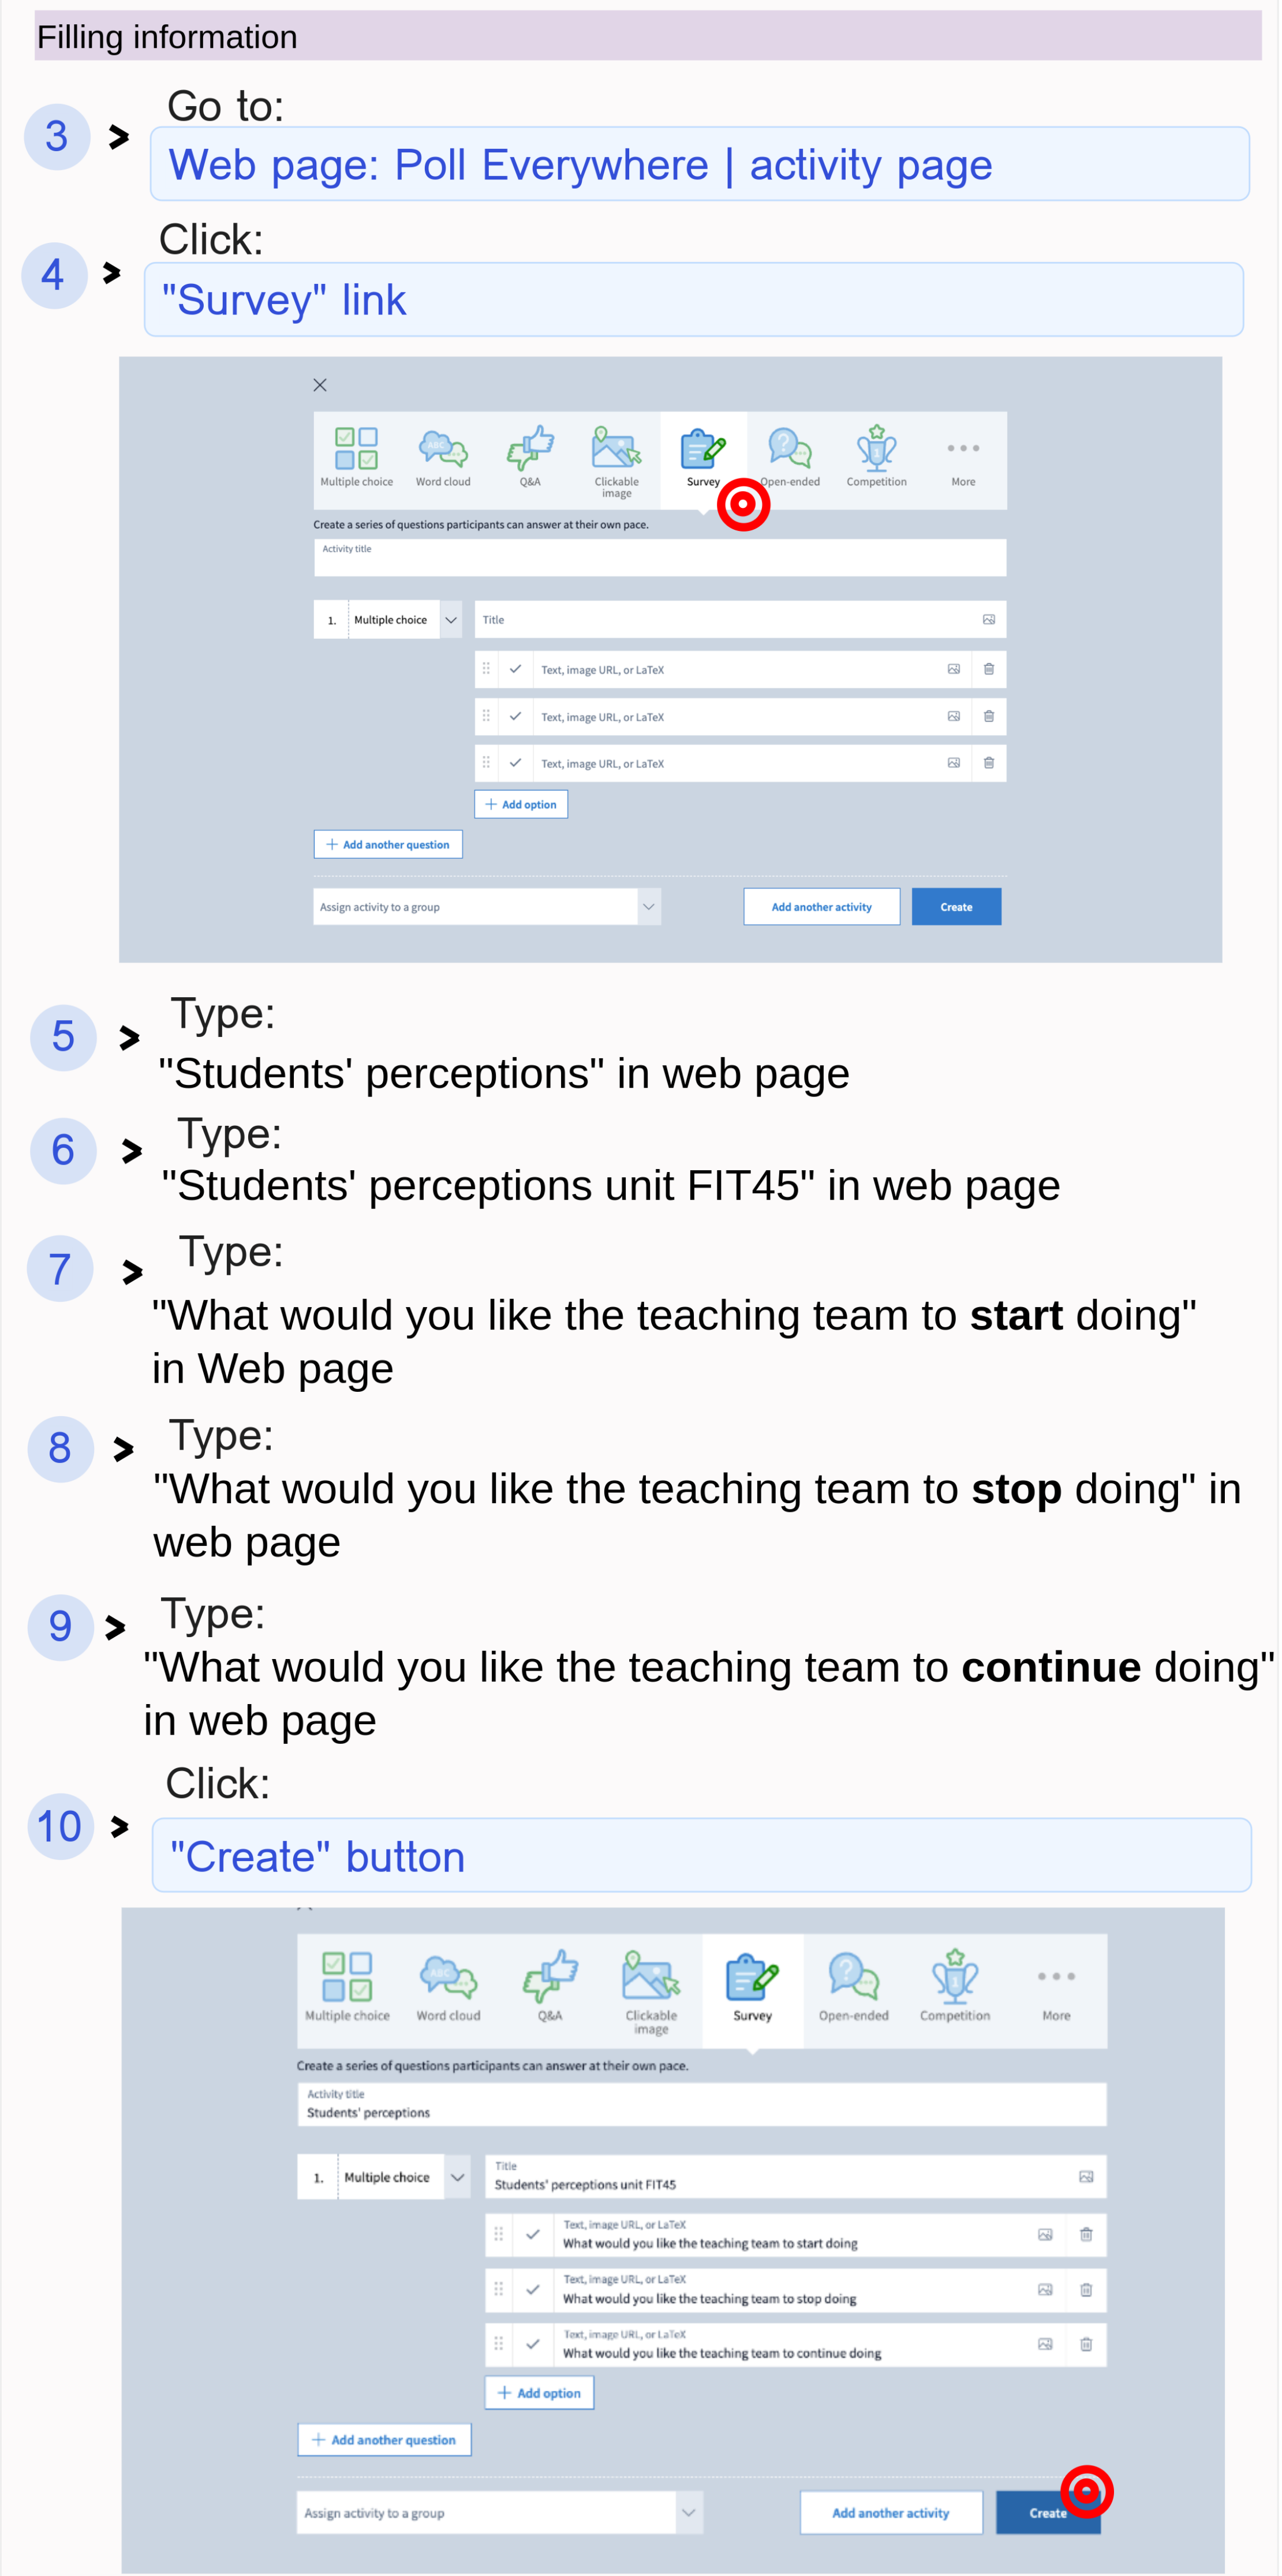 Filling information
3 > Go to:
Web page: Poll Everywhere | activity page
4 > Click:
"Survey" link
Multiple choice
Word cloud
Q&A
Clickable
image
Survey
Open-ended
Competition
More
Create a series of questions participants can answer at their own pace.
Activity title
1. Multiple choice
Title
Text, image URL, or LaTeX
Text, image URL, or LaTeX
Text, image URL, or LaTeX
+ Add option
+ Add another question
Assign activity to a group
Add another activity
Create
5 > Type:
"Students' perceptions" in web page
6 > Type:
"Students' perceptions unit FIT45" in web page
7 > Type:
"What would you like the teaching team to start doing"
in Web page
8 > Type:
"What would you like the teaching team to stop doing" in
web page
9 > Type:
"What would you like the teaching team to continue doing"
in web page
10 > Click:
"Create" button
Multiple choice
Word cloud
ABC
Q&A
Clickable
image
Survey
Open-ended
Competition
More
Create a series of questions participants can answer at their own pace.
Activity title
Students' perceptions
1. Multiple choice
Title
Students' perceptions unit FIT45
Text, image URL, or LaTeX
What would you like the teaching team to start doing
Text, image URL, or LaTeX
What would you like the teaching team to stop doing
Text, image URL, or LaTeX
What would you like the teaching team to continue doing
+ Add option
+ Add another question
Assign activity to a group
Add another activity
Create